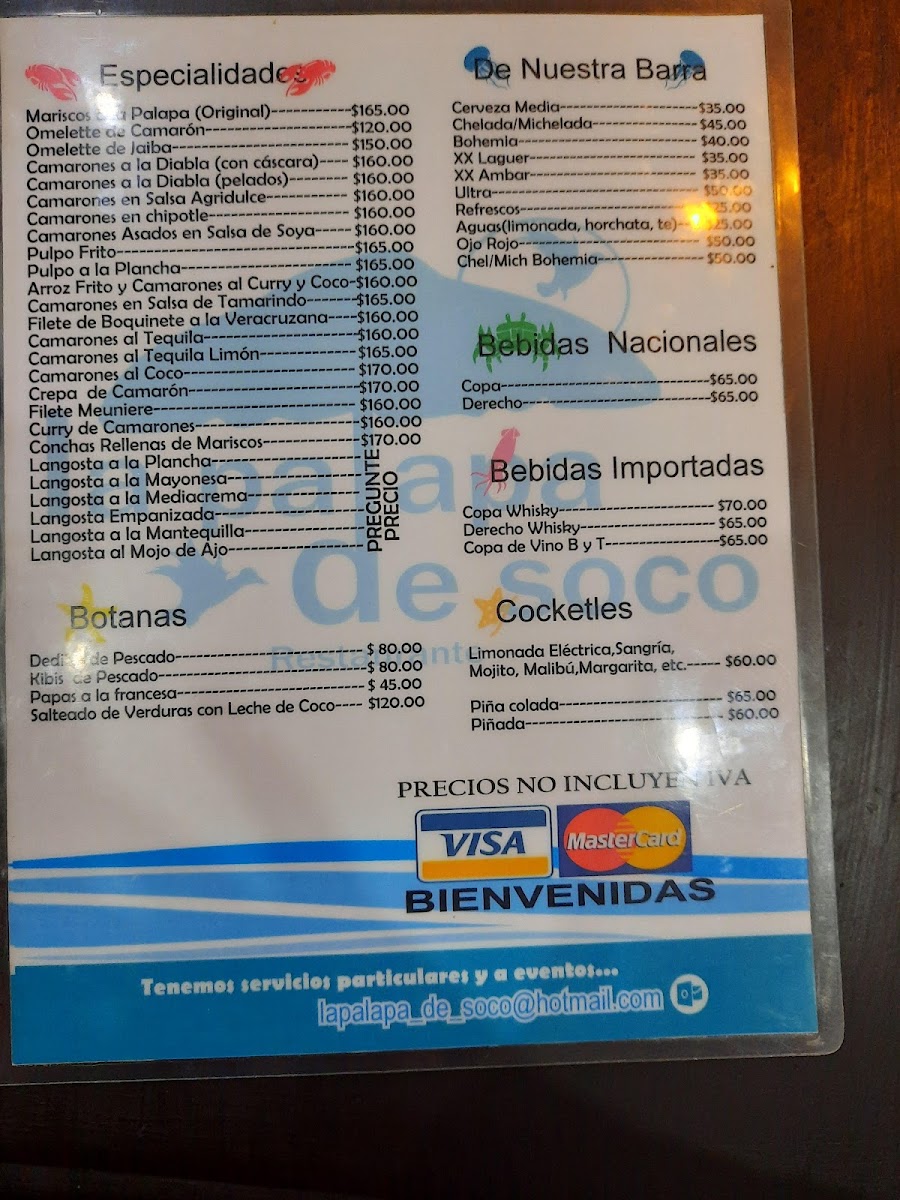 Especialidades
Mariscos a la Palapa (Original)-----------$165.00
Omelette de Camarón--------------------$120.00
Omelette de Jaiba------------------------$150.00
Camarones a la Diabla (con cáscara)---- $160.00
Camarones a la Diabla (pelados)-------- $160.00
Camarones en Salsa Agridulce----------- $160.00
Camarones en chipotle------------------- $160.00
Camarones Asados en Salsa de Soya---- $160.00
Pulpo Frito--------------------------------$165.00
Pulpo a la Plancha----------------------- $165.00
Arroz Frito y Camarones al Curry y Coco-$160.00
Camarones en Salsa de Tamarindo-------$165.00
Filete de Boquinete a la Veracruzana----$160.00
Camarones al Tequila--------------------$160.00
Camarones al Tequila Limón-------------$165.00
Camarones al Coco----------------------$170.00
Crepa de Camarón----------------------$170.00
Filete Meuniere-------------------------- $160.00
Curry de Camarones---------------------$160.00
Conchas Rellenas de Mariscos------------$170.00
Langosta a la Plancha--------------------
Langosta a la Mayonesa------------------
Langosta a la Mediacrema---------------
Langosta Empanizada-------------------
Langosta a la Mantequilla---------------
Langosta al Mojo de Ajo-----------------
PREGUNTE
PRECIO
Botanas
Dedito de Pescado------------------------$ 80.00
Kibis de Pescado--------------------------$ 80.00
Papas a la francesa-----------------------$ 45.00
Salteado de Verduras con Leche de Coco---- $120.00
De Nuestra Barra
Cerveza Media--------------------$35.00
Chelada/Michelada---------------$45.00
Bohemia-------------------------- $40.00
XX Laguer------------------------ $35.00
XX Ambar------------------------ $35.00
Ultra------------------------------ $50.00
Refrescos------------------------- $25.00
Aguas(limonada, horchata, te)--$25.00
Ojo Rojo------------------------- $50.00
Chel/Mich Bohemia-------------- $50.00
Bebidas Nacionales
Copa------------------------------$65.00
Derecho---------------------------$65.00
Bebidas Importadas
Copa Whisky---------------------- $70.00
Derecho Whisky-------------------$65.00
Copa de Vino B y T----------------$65.00
Cocketles
Limonada Eléctrica,Sangría,
Mojito, Malibú,Margarita, etc.------ $60.00
Piña colada----------------------- $65.00
Piñada---------------------------- $60.00
la palapa
de soco
Restaurante
PRECIOS NO INCLUYEN IVA
VISA
MasterCard
BIENVENIDAS
Tenemos servicios particulares y a eventos...
lapalapa_de_soco@hotmail.com